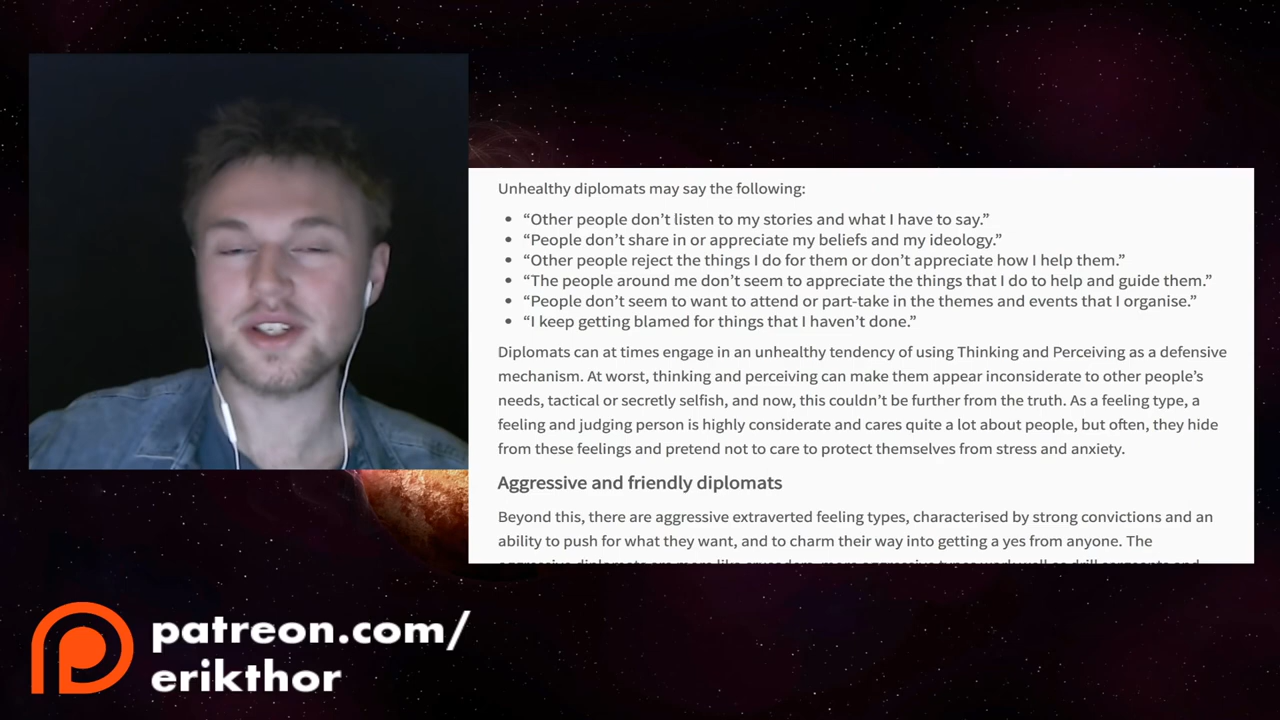 Unhealthy diplomats may say the following:
• “Other people don’t listen to my stories and what I have to say.”
• “People don’t share in or appreciate my beliefs and my ideology.”
• “Other people reject the things I do for them or don’t appreciate how I help them.”
• “The people around me don’t seem to appreciate the things that I do to help and guide them.”
• “People don’t seem to want to attend or part-take in the themes and events that I organise.”
• “I keep getting blamed for things that I haven’t done.”
Diplomats can at times engage in an unhealthy tendency of using Thinking and Perceiving as a defensive
mechanism. At worst, thinking and perceiving can make them appear inconsiderate to other people’s
needs, tactical or secretly selfish, and now, this couldn’t be further from the truth. As a feeling type, a
feeling and judging person is highly considerate and cares quite a lot about people, but often, they hide
from these feelings and pretend not to care to protect themselves from stress and anxiety.
Aggressive and friendly diplomats
Beyond this, there are aggressive extraverted feeling types, characterised by strong convictions and an
ability to push for what they want, and to charm their way into getting a yes from anyone. The
patreon.com/
erikthor